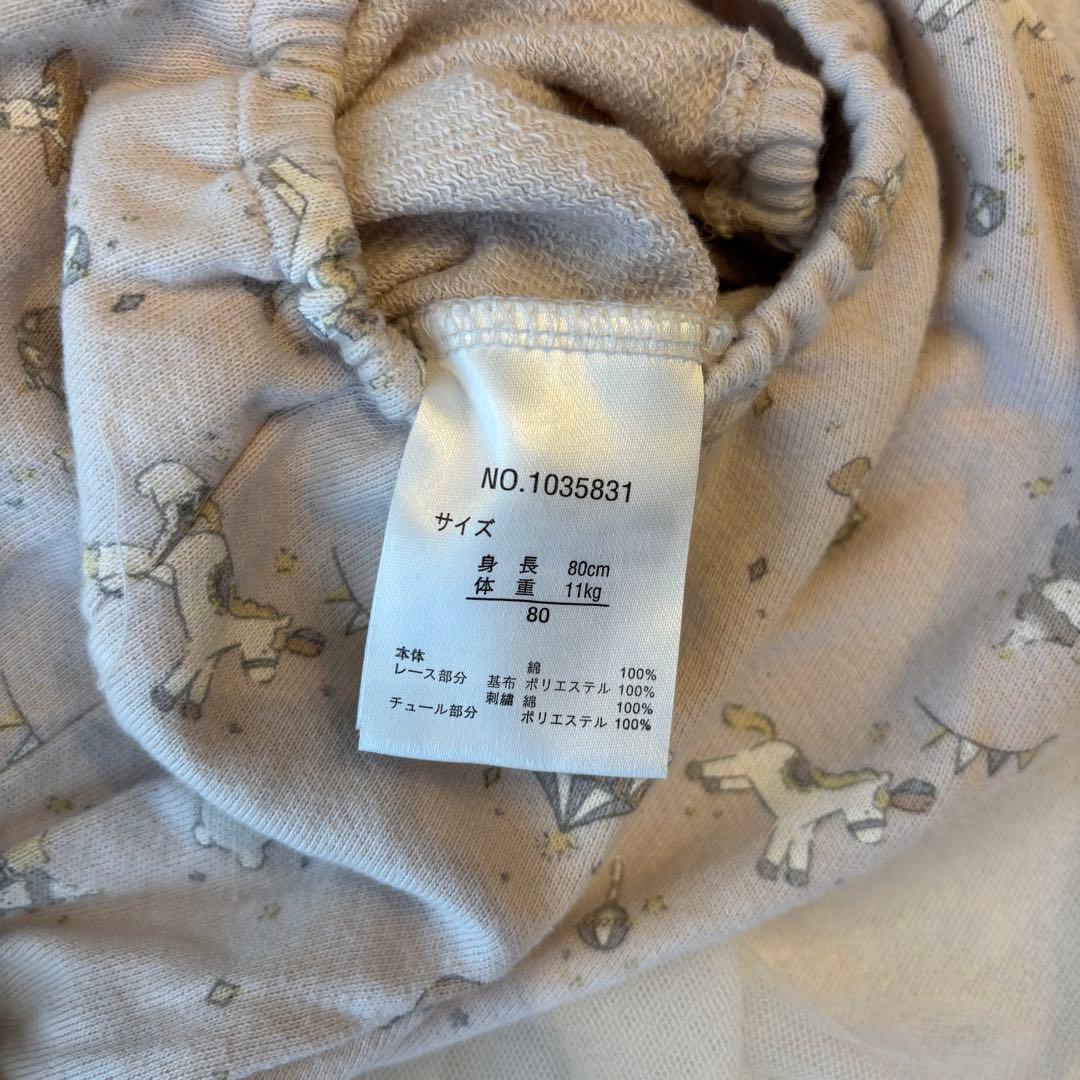 NO.1035831
サイズ
身 長 80cm
体 重 11kg
80
本体 綿 100%
レース部分 基布 ポリエステル 100%
刺繍 綿 100%
チュール部分 ポリエステル 100%